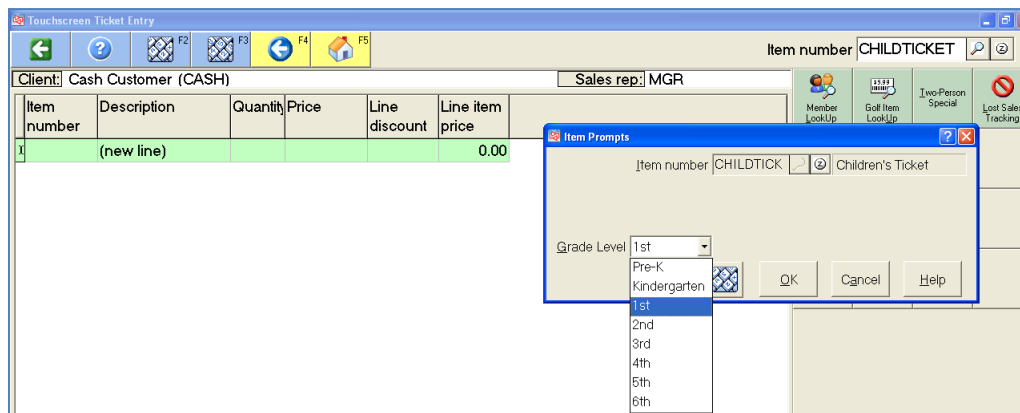 Touchscreen Ticket Entry
F2 F3 F4 F5
Item number CHILDTICKET
Client: Cash Customer (CASH) Sales rep: MGR
Item number Description Quantity Price Line discount Line item price
(new line) 0.00
Member LookUp
Golf Item LookUp
Two-Person Special
Lost Sales Tracking
Item Prompts
Item number CHILDTICK Children's Ticket
Grade Level 1st
Pre-K
Kindergarten
1st
2nd
3rd
4th
5th
6th
OK Cancel Help